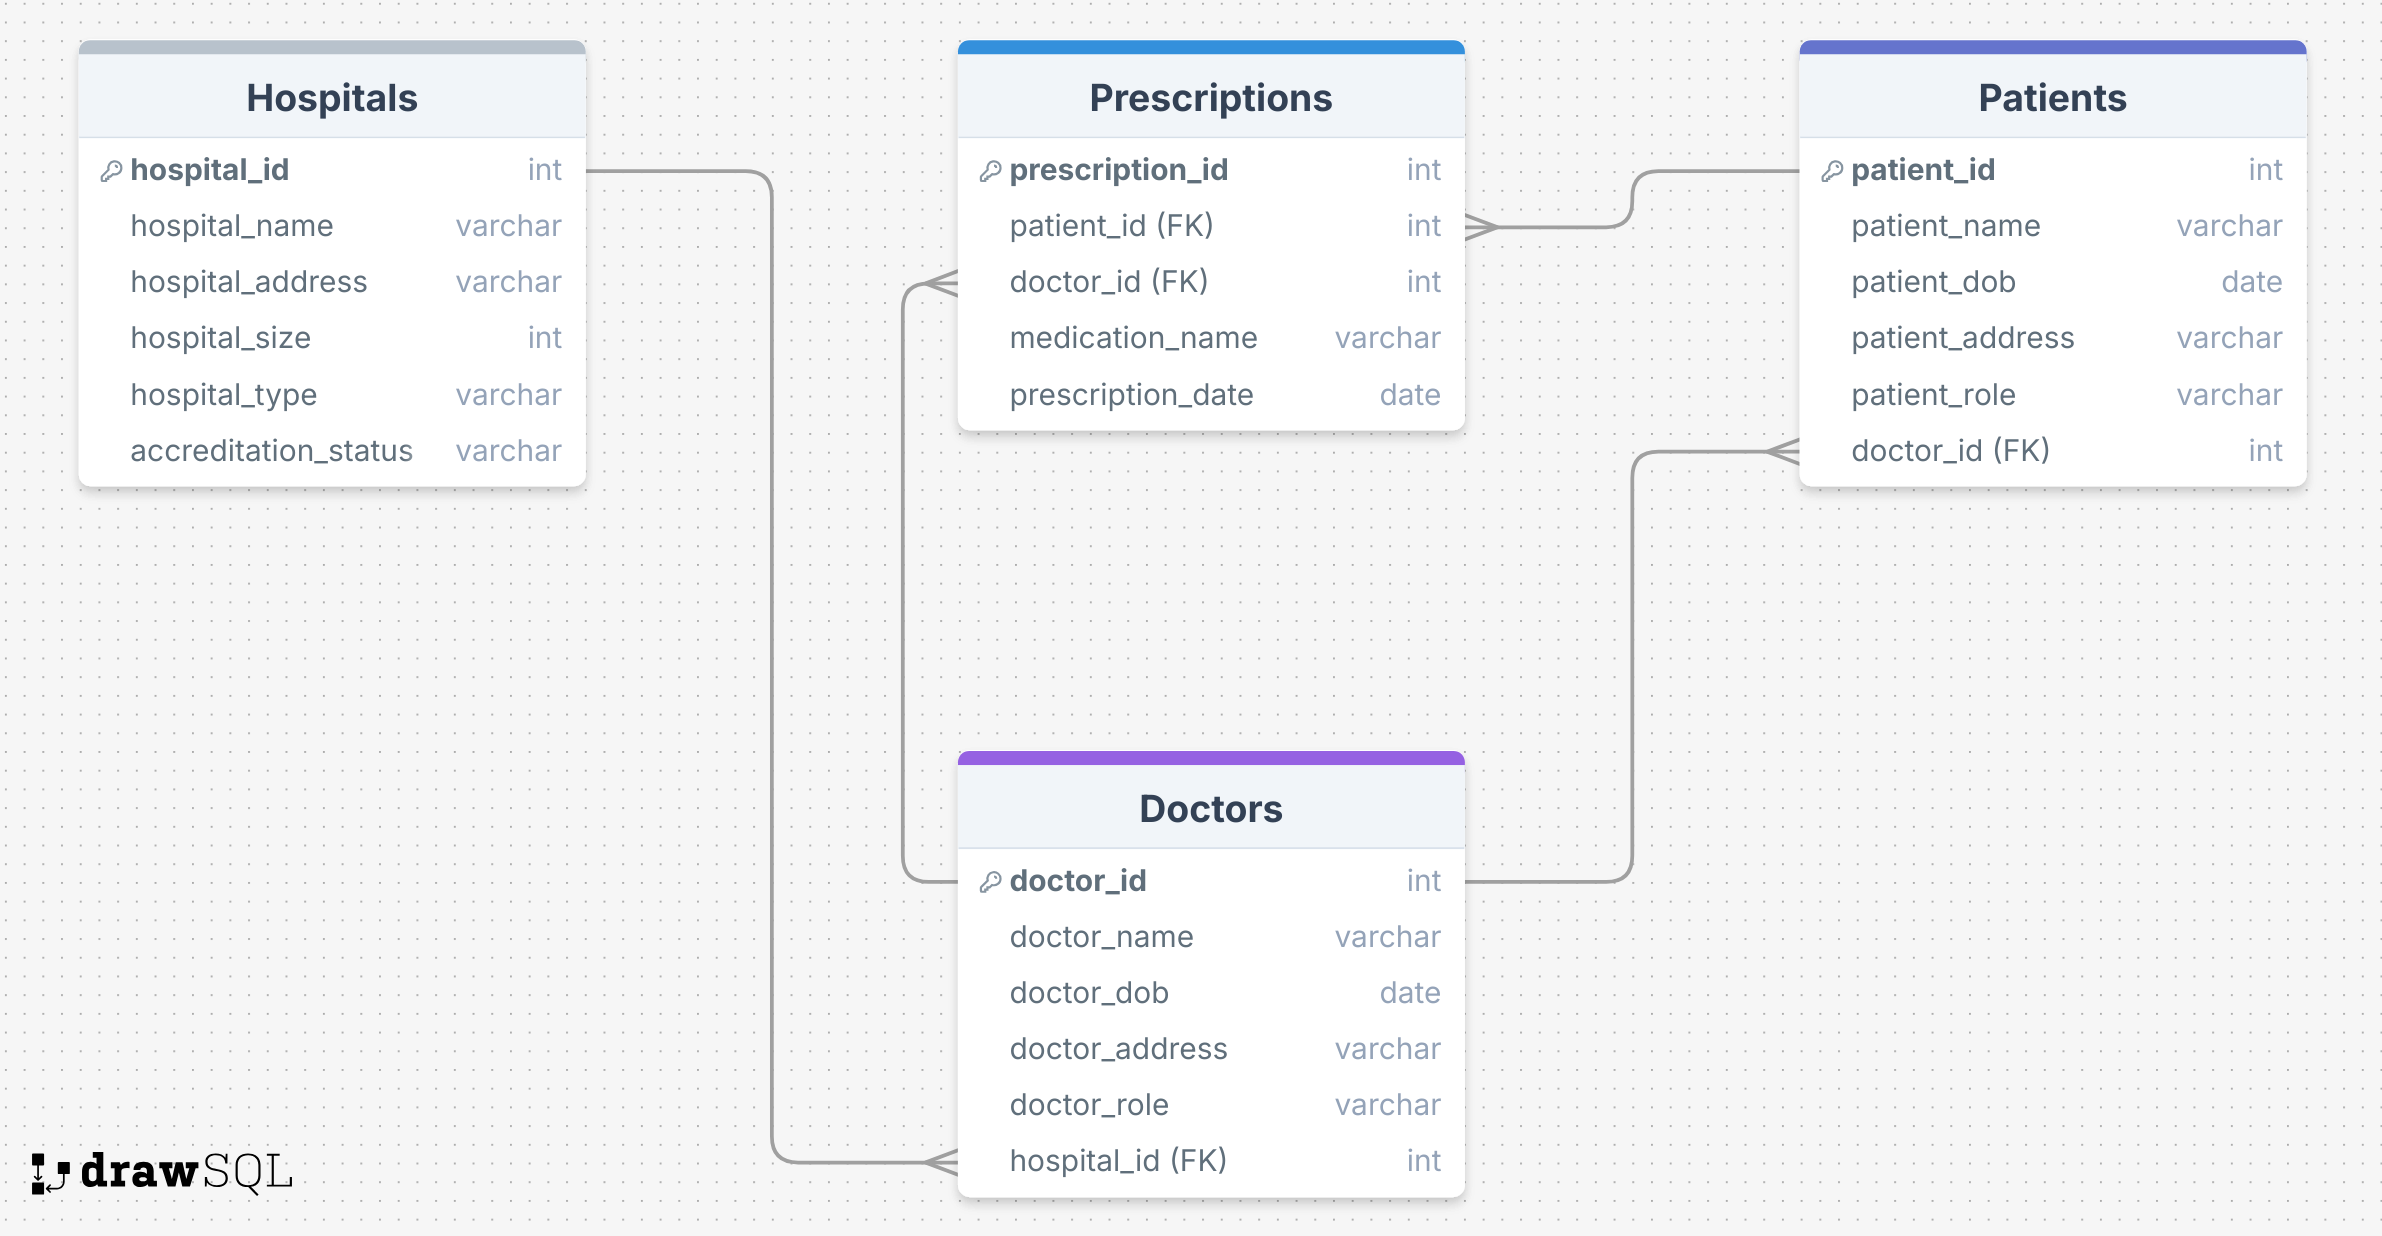 Hospitals
hospital_id int
hospital_name varchar
hospital_address varchar
hospital_size int
hospital_type varchar
accreditation_status varchar
Prescriptions
prescription_id int
patient_id (FK) int
doctor_id (FK) int
medication_name varchar
prescription_date date
Patients
patient_id int
patient_name varchar
patient_dob date
patient_address varchar
patient_role varchar
doctor_id (FK) int
Doctors
doctor_id int
doctor_name varchar
doctor_dob date
doctor_address varchar
doctor_role varchar
hospital_id (FK) int
drawSQL